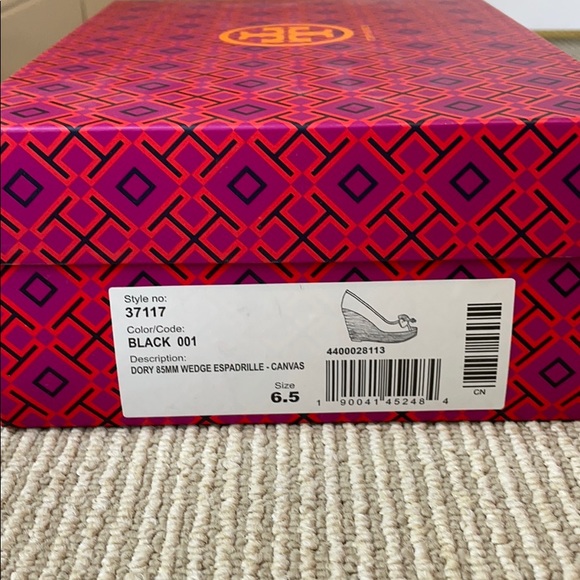 Style no:
37117
Color/Code:
BLACK 001
Description:
DORY 85MM WEDGE ESPADRILLE - CANVAS
Size
6.5
4400028113
1 90041 45248 4
CN